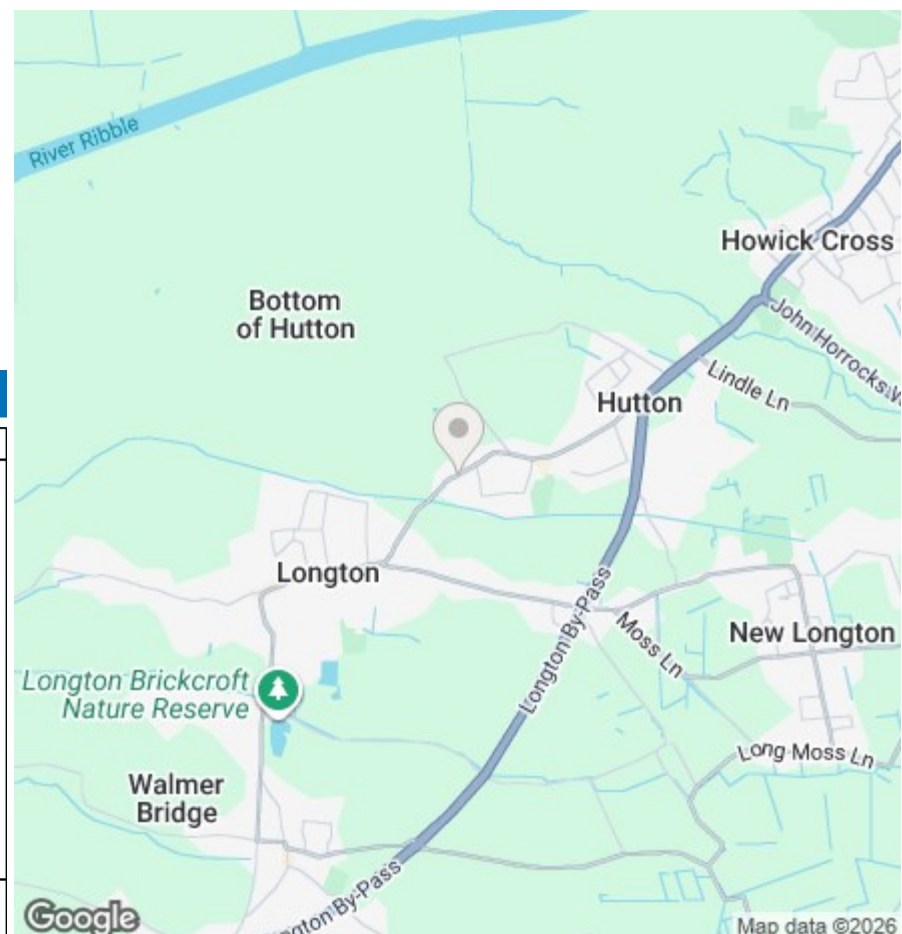 River Ribble
Howick Cross
Bottom
of Hutton
John Horrocks W
Lindle Ln
Hutton
Longton
Longton By-Pass
Moss Ln
New Longton
Longton Brickcroft
Nature Reserve
Long Moss Ln
Walmer
Bridge
ngton By-Pass
Google
Map data ©2026